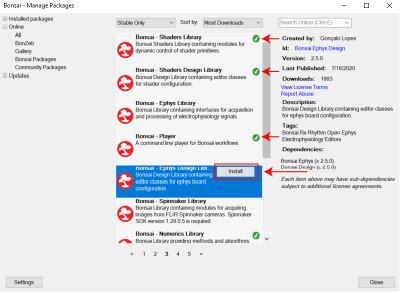 Bonsai - Manage Packages
Installed packages
Online
All
BonZeb
Gallery
Bonsai Packages
Community Packages
Updates
Stable Only
Sort by: Most Downloads
Search Online (Ctrl+E)
Bonsai - Shaders Library
Bonsai Shaders Library containing modules for
dynamic control of shader primitives.
Bonsai - Shaders Design Library
Bonsai Design Library containing editor classes
for shader configuration.
Bonsai - Ephys Library
Bonsai Library containing interfaces for acquisition
and processing of electrophysiology signals.
Bonsai - Player
A command line player for Bonsai workflows.
Bonsai - Ephys Design Libr...
Bonsai Design Library containing
editor classes for ephys board
configuration.
Install
Bonsai - Spinnaker Library
Bonsai Library containing modules for acquiring
images from FLIR Spinnaker cameras. Spinnaker
SDK version 1.29.0.5 is required.
Bonsai - Numerics Library
Bonsai Library providing methods and algorithms
1 2 3 4 5
Created by: Gonçalo Lopes
Id: Bonsai.Ephys.Design
Version: 2.5.0
Last Published: 7/16/2020
Downloads: 1993
View License Terms
Report Abuse
Description:
Bonsai Design Library containing editor classes
for ephys board configuration.
Tags:
Bonsai Rx Rhythm Open Ephys
Electrophysiology Editors
Dependencies:
Bonsai.Ephys (≥ 2.5.0)
Bonsai.Design (≥ 2.5.0)
Each item above may have sub-dependencies
subject to additional license agreements.
Settings
Close